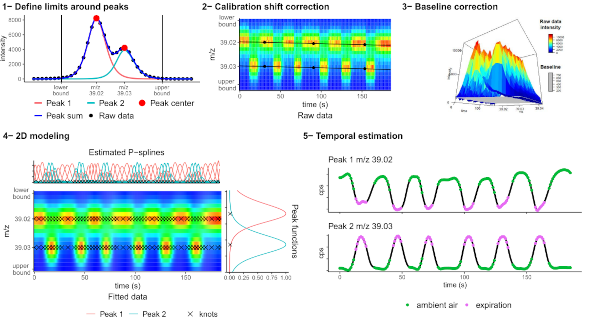 1− Define limits around peaks
8000
6000
4000
2000
0
intensity
lower bound
m/z 39.02
m/z 39.03
upper bound
Peak 1
Peak 2
Peak center
Peak sum
Raw data
2− Calibration shift correction
lower bound
39.02
m/z
39.03
upper bound
0
50
100
150
time (s)
Raw data
3− Baseline correction
Raw data intensity
Baseline
4− 2D modeling
Estimated P−splines
lower bound
39.02
m/z
39.03
upper bound
0
50
100
150
time (s)
Fitted data
0.00
0.25
0.50
0.75
1.00
Peak functions
Peak 1
Peak 2
knots
5− Temporal estimation
Peak 1 m/z 39.02
cps
Peak 2 m/z 39.03
cps
0
50
100
150
time (s)
ambient air
expiration